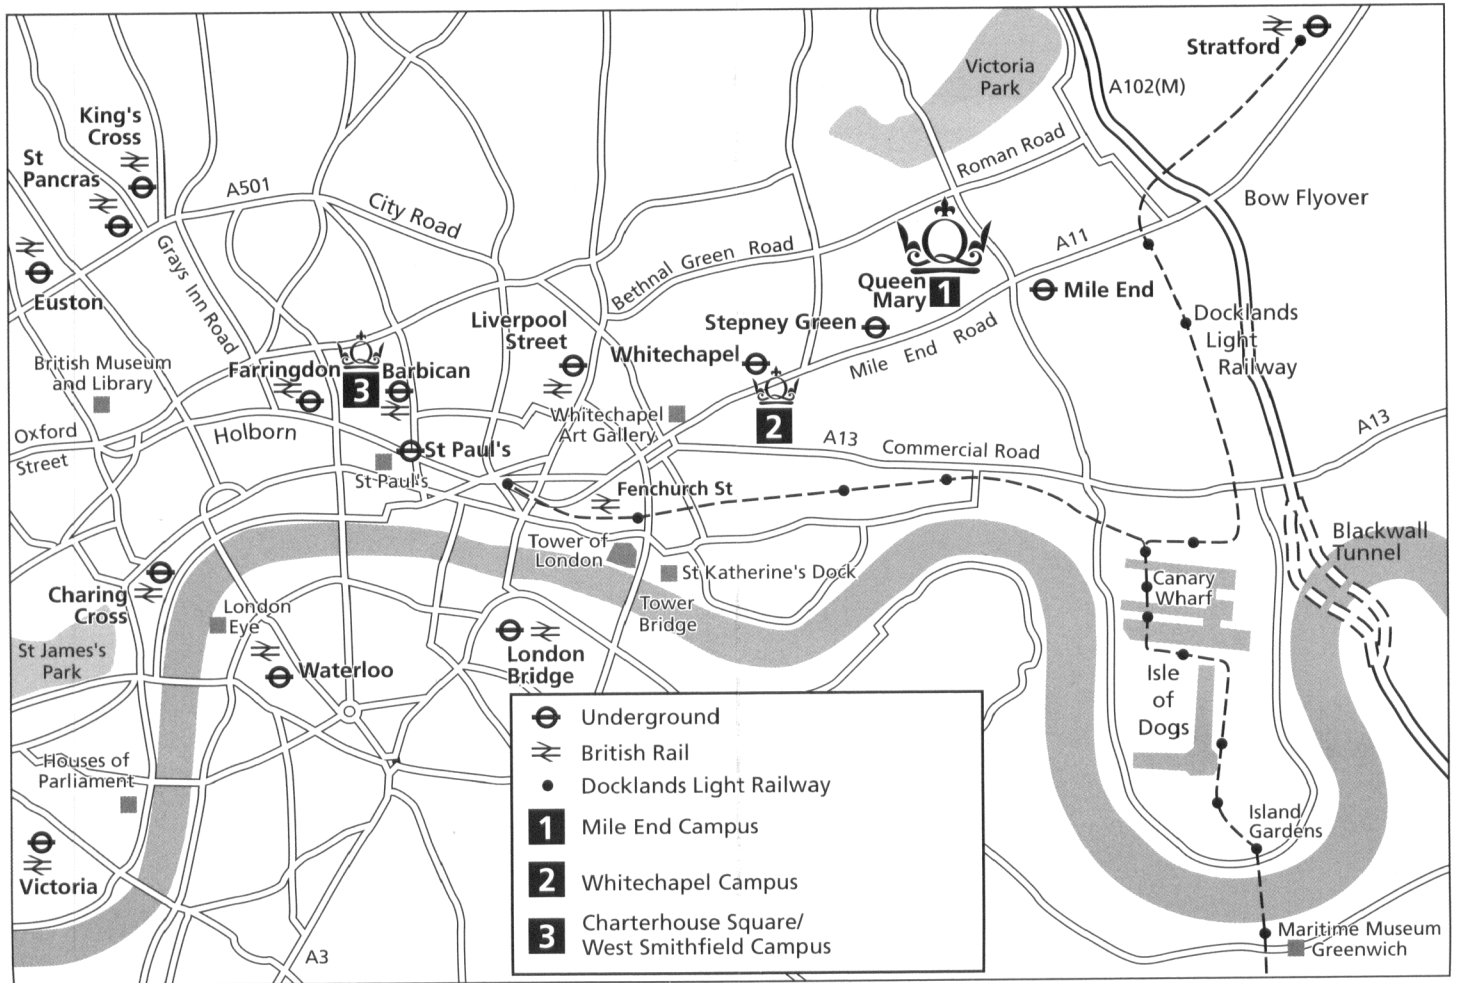 Stratford
Victoria
Park
A102(M)
King's
Cross
St
Pancras
A501
City Road
Roman Road
Bow Flyover
Grays Inn Road
Euston
Bethnal Green Road
A11
Q
Queen
Mary
1
Mile End
Docklands
Light
Railway
Liverpool
Street
Stepney Green
Whitechapel
Mile End Road
British Museum
and Library
Farringdon
Q
3
Barbican
Q
2
Whitechapel
Art Gallery
Oxford
Street
Holborn
St Paul's
St Paul's
A13
Commercial Road
A13
Fenchurch St
Tower of
London
St Katherine's Dock
Blackwall
Tunnel
Charing
Cross
London
Eye
Tower
Bridge
Canary
Wharf
St James's
Park
Waterloo
London
Bridge
Isle
of
Dogs
Houses of
Parliament
Victoria
A3
Island
Gardens
Maritime Museum
Greenwich
Underground
British Rail
Docklands Light Railway
1 Mile End Campus
2 Whitechapel Campus
3 Charterhouse Square/
West Smithfield Campus